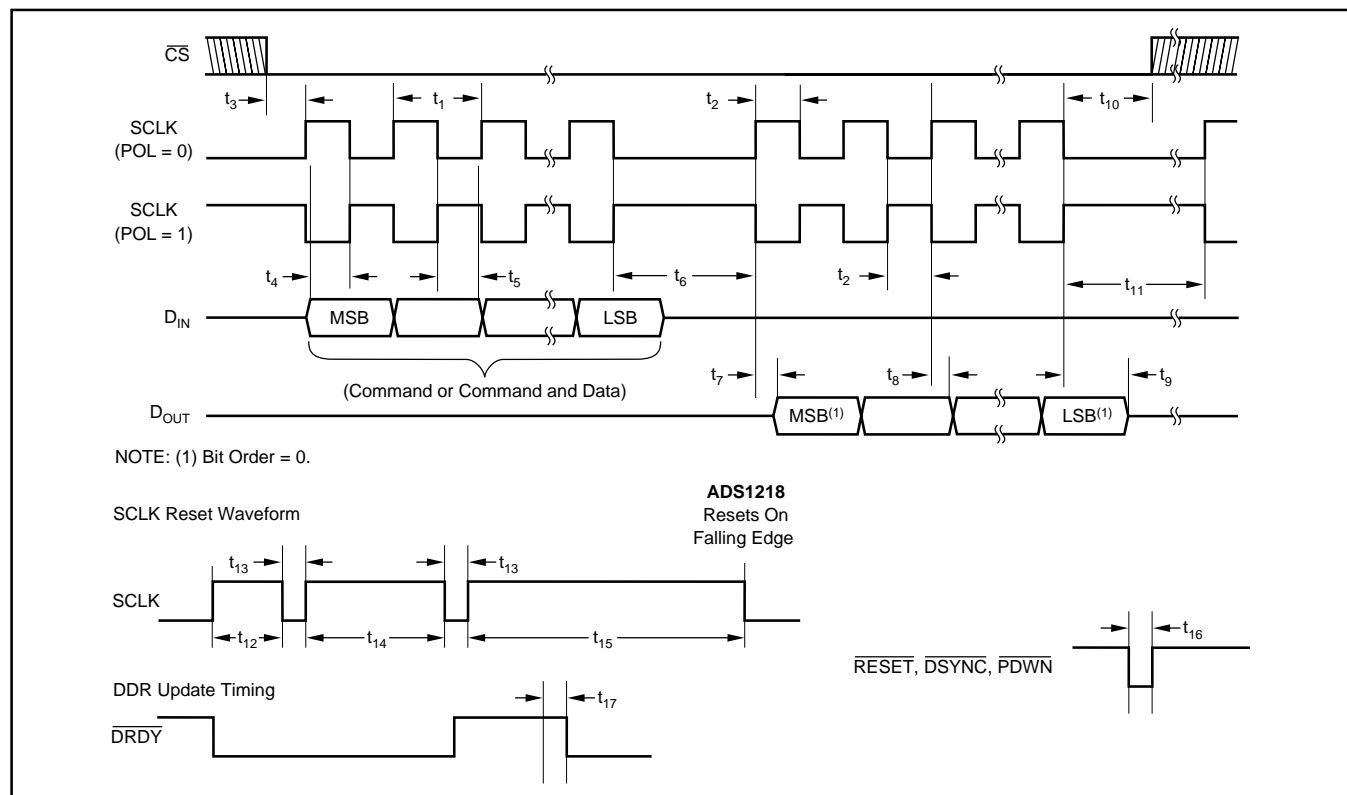 CS
t3
t1
t2
t10
SCLK
(POL = 0)
SCLK
(POL = 1)
t4
t5
t6
t2
t11
DIN
MSB
LSB
(Command or Command and Data)
t7
t8
t9
DOUT
MSB(1)
LSB(1)
NOTE: (1) Bit Order = 0.
ADS1218
Resets On
Falling Edge
SCLK Reset Waveform
t13
t13
SCLK
t12
t14
t15
t16
RESET, DSYNC, PDWN
DDR Update Timing
t17
DRDY